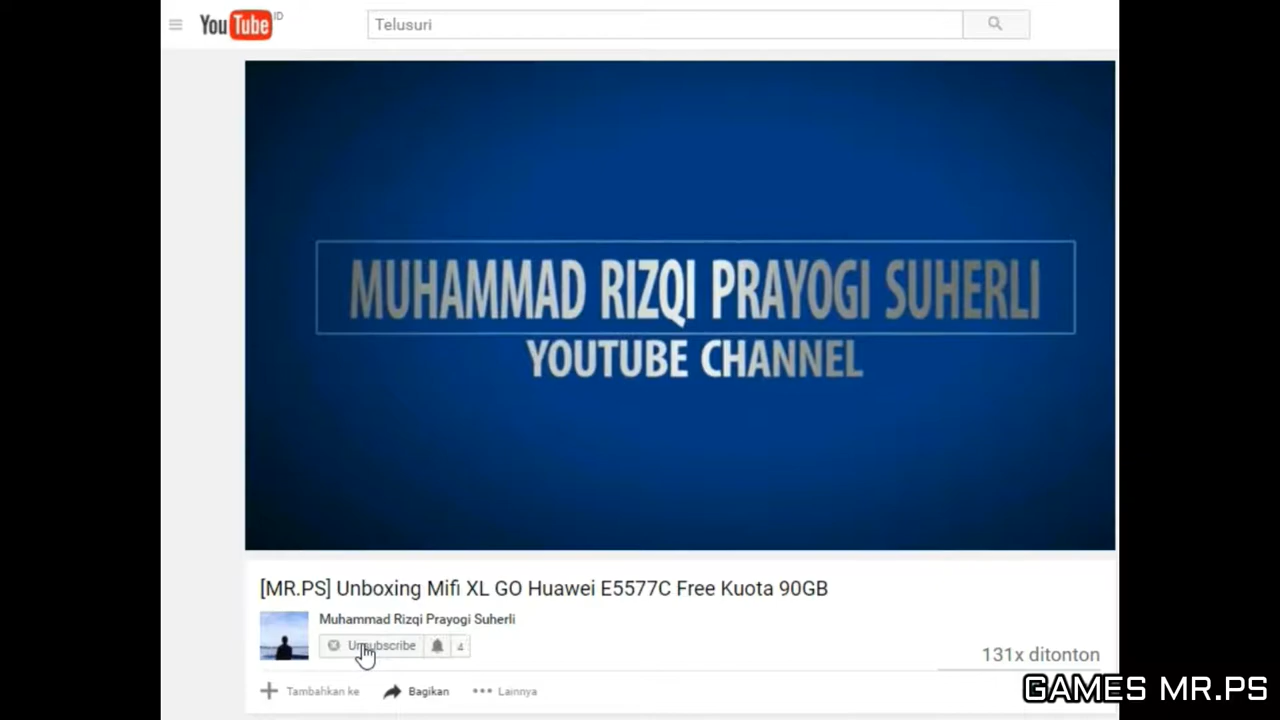 YouTube ID
Telusuri
MUHAMMAD RIZQI PRAYOGI SUHERLI
YOUTUBE CHANNEL
[MR.PS] Unboxing Mifi XL GO Huawei E5577C Free Kuota 90GB
Muhammad Rizqi Prayogi Suherli
Unsubscribe 4
131x ditonton
Tambahkan ke Bagikan Lainnya
GAMES MR.PS